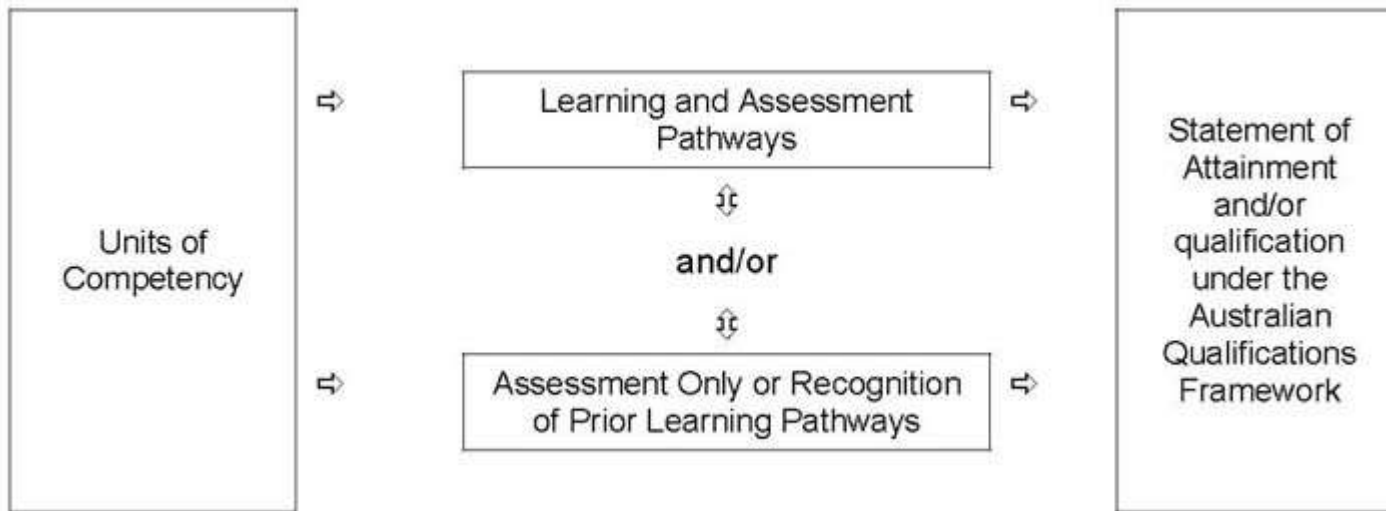 Units of
Competency
Learning and Assessment
Pathways
and/or
Assessment Only or Recognition
of Prior Learning Pathways
Statement of
Attainment
and/or
qualification
under the
Australian
Qualifications
Framework